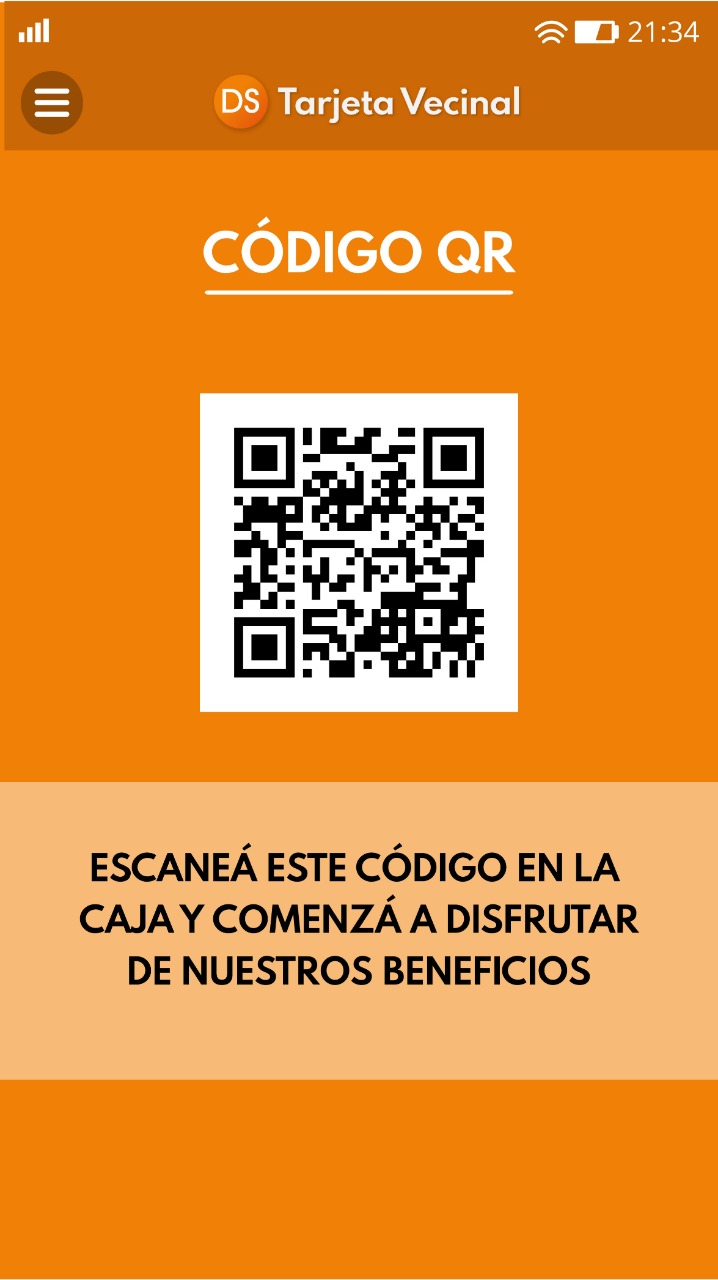 21:34
DS Tarjeta Vecinal
CÓDIGO QR
ESCANEÁ ESTE CÓDIGO EN LA
CAJA Y COMENZÁ A DISFRUTAR
DE NUESTROS BENEFICIOS